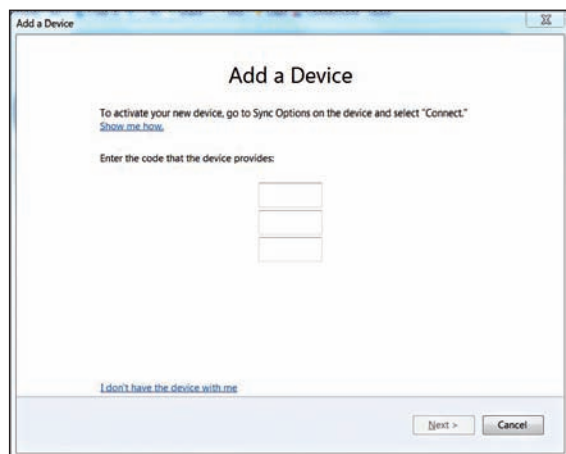 Add a Device
Add a Device
To activate your new device, go to Sync Options on the device and select "Connect."
Show me how.
Enter the code that the device provides:
I don't have the device with me
Next >
Cancel